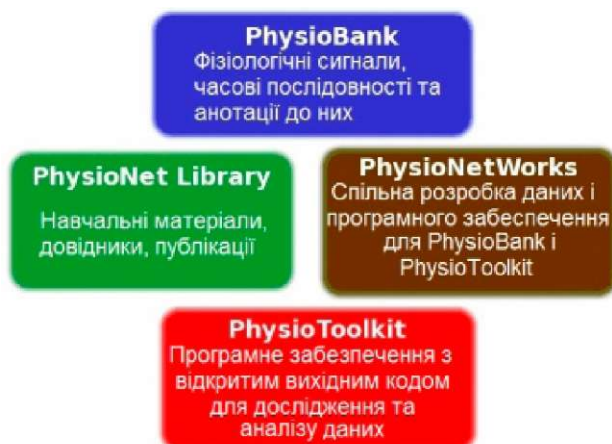 PhysioBank
Фізіологічні сигнали,
часові послідовності та
анотації до них
PhysioNet Library
Навчальні матеріали,
довідники, публікації
PhysioNetWorks
Спільна розробка даних і
програмного забеспечення
для PhysioBank і
PhysioToolkit
PhysioToolkit
Програмне забезпечення з
відкритим вихідним кодом
для дослідження та
аналізу даних